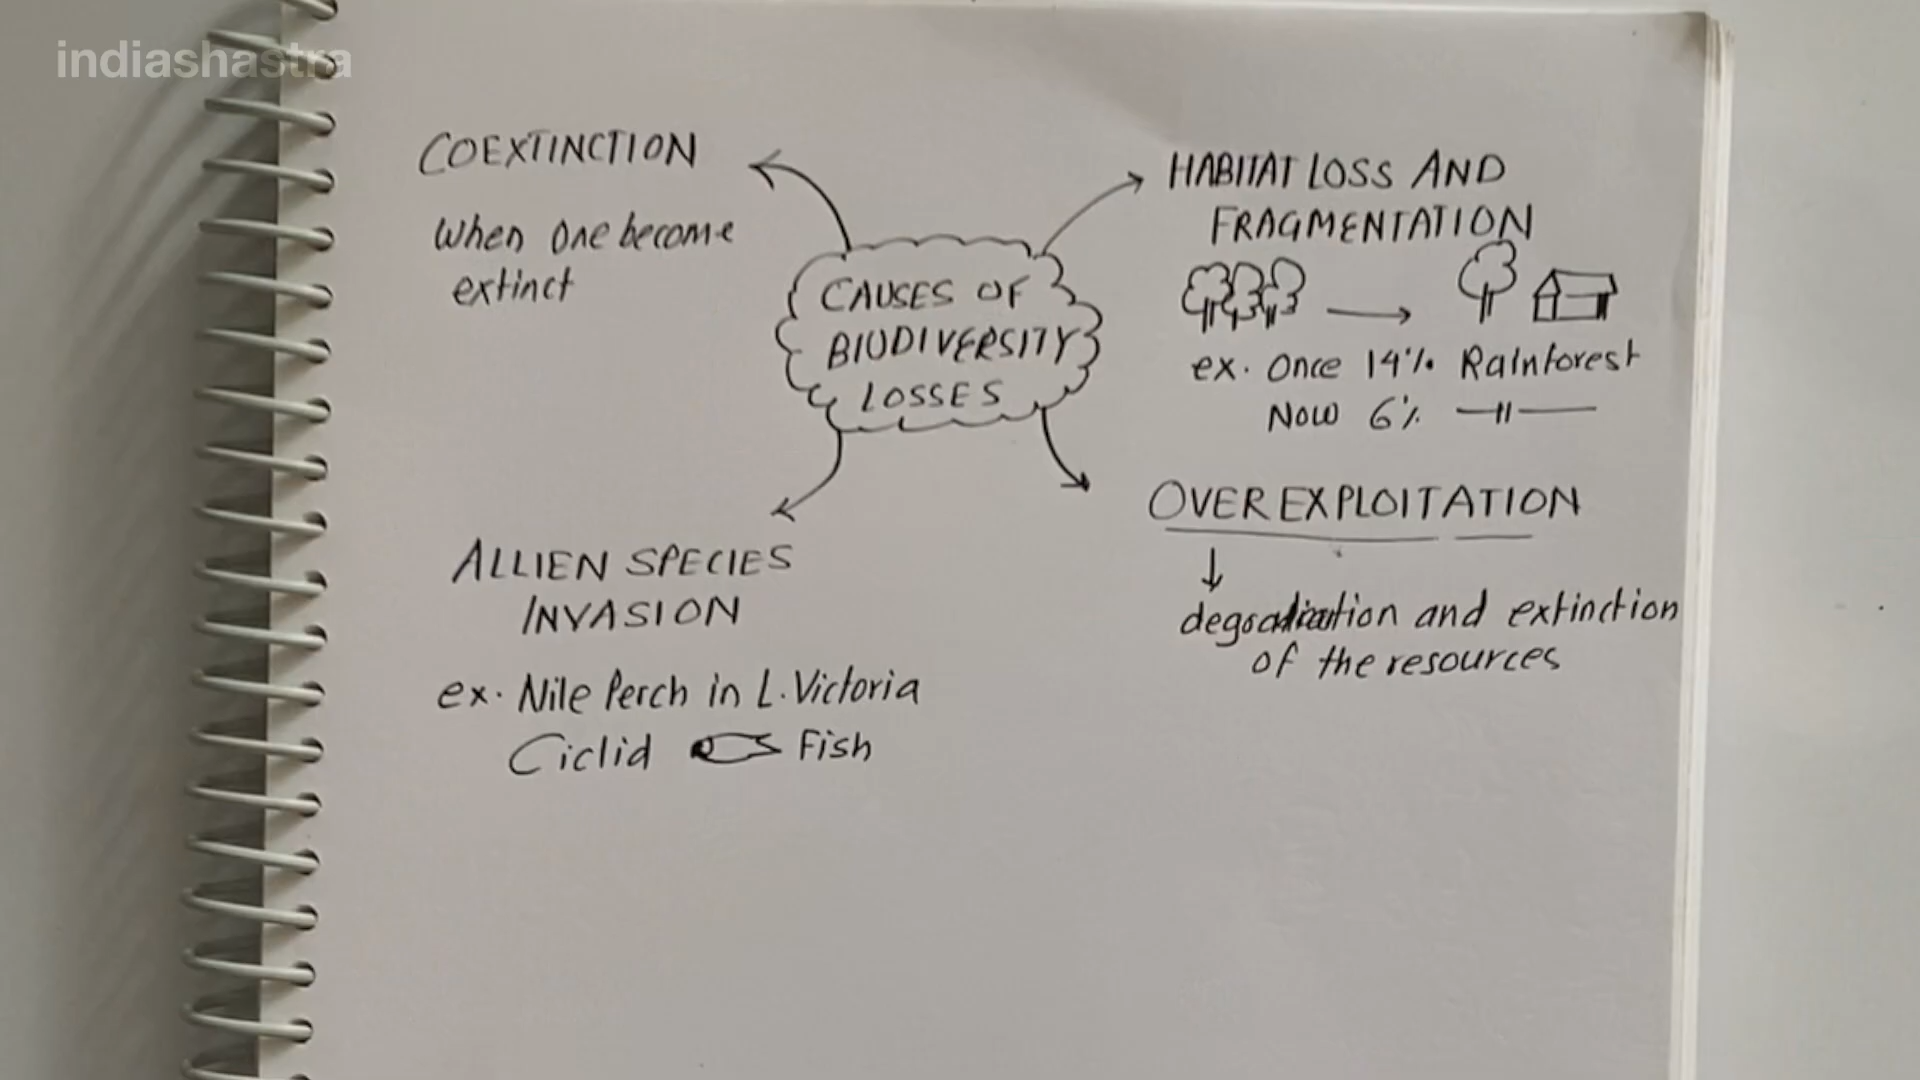 indiashastra
COEXTINCTION
when one become
extinct
CAUSES OF
BIODIVERSITY
LOSSES
HABITAT LOSS AND
FRAGMENTATION
ex. Once 14% Rainforest
Now 6% —॥—
OVEREXPLOITATION
degradation and extinction
of the resources
ALLIEN SPECIES
INVASION
ex. Nile Perch in L. Victoria
Ciclid Fish